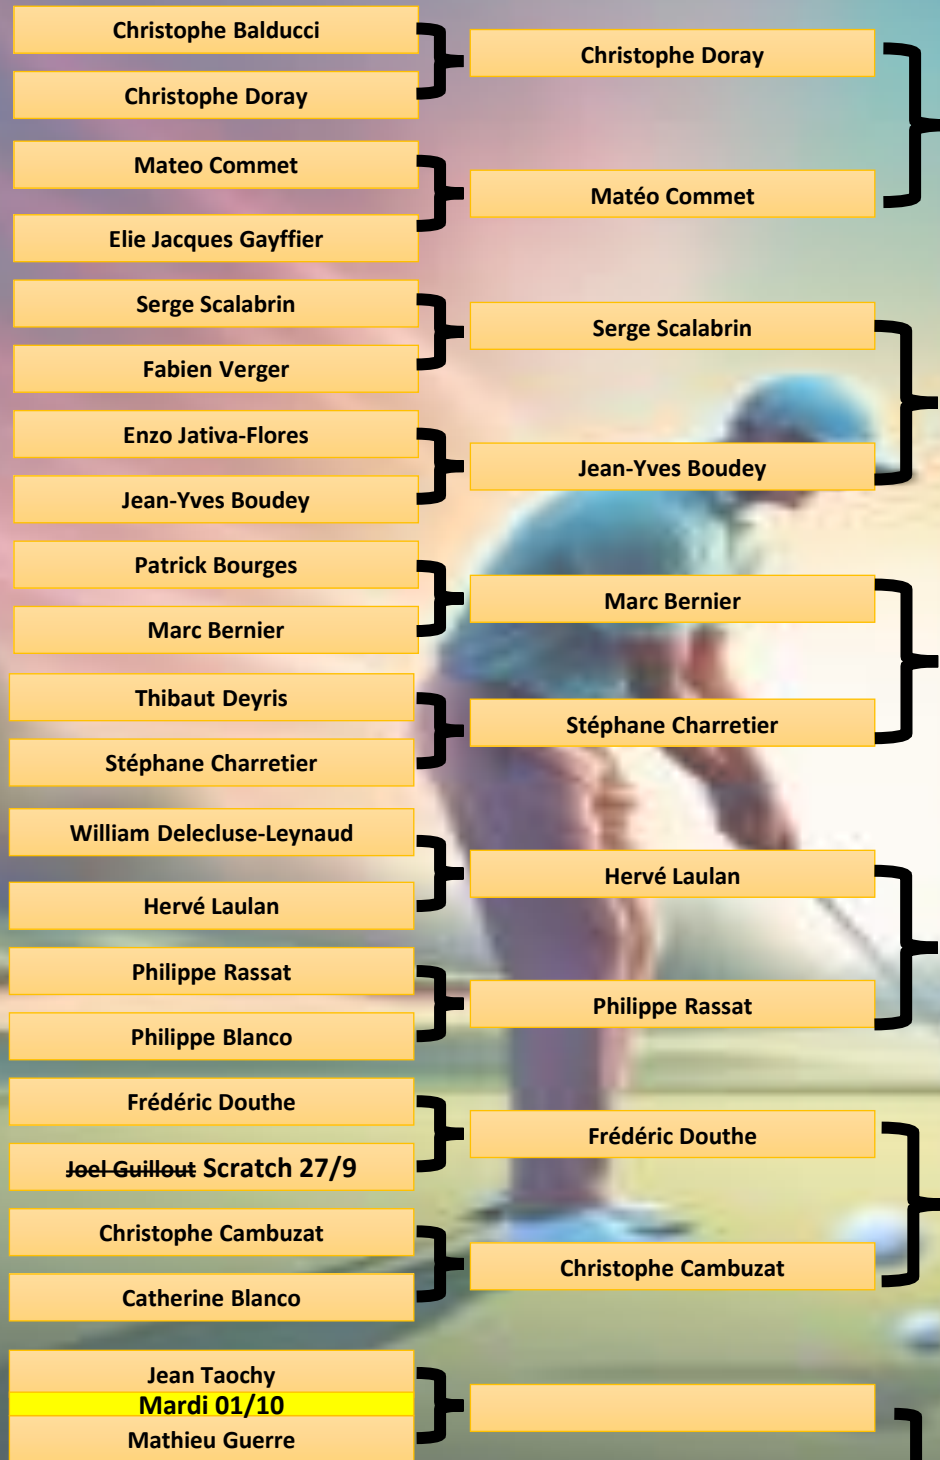 Christophe Balducci
Christophe Doray
Mateo Commet
Elie Jacques Gayffier
Serge Scalabrin
Fabien Verger
Enzo Jativa-Flores
Jean-Yves Boudey
Patrick Bourges
Marc Bernier
Thibaut Deyris
Stéphane Charretier
William Delecluse-Leynaud
Hervé Laulan
Philippe Rassat
Philippe Blanco
Frédéric Douthe
Joel Guillout Scratch 27/9
Christophe Cambuzat
Catherine Blanco
Jean Taochy
Mardi 01/10
Mathieu Guerre
Christophe Doray
Matéo Commet
Serge Scalabrin
Jean-Yves Boudey
Marc Bernier
Stéphane Charretier
Hervé Laulan
Philippe Rassat
Frédéric Douthe
Christophe Cambuzat